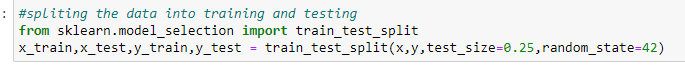 : #spliting the data into training and testing
from sklearn.model_selection import train_test_split
x_train,x_test,y_train,y_test = train_test_split(x,y,test_size=0.25,random_state=42)